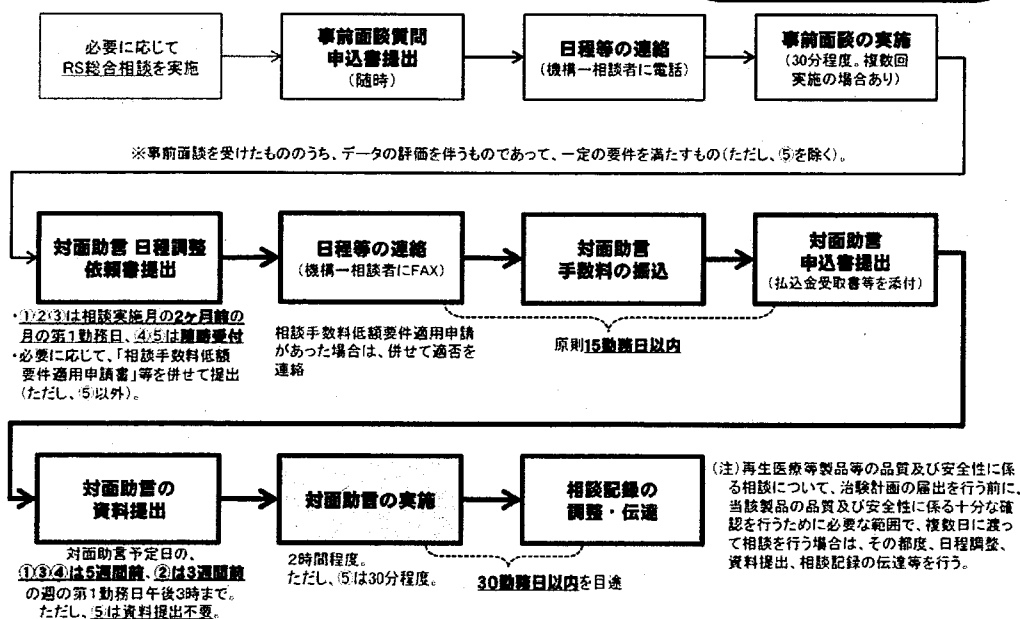 必要に応じて
RS総合相談を実施
事前面談質問
申込書提出
(随時)
日程等の連絡
(機構ー相談者に電話)
事前面談の実施
(30分程度。複数回
実施の場合あり)
※事前面談を受けたもののうち、データの評価を伴うものであって、一定の要件を満たすもの(ただし、⑤を除く)。
対面助言 日程調整
依頼書提出
・①②③は相談実施月の2ヶ月前の
月の第1勤務日、④⑤は随時受付
・必要に応じて、「相談手数料低額
要件適用申請書」等を併せて提出
(ただし、⑤以外)。
日程等の連絡
(機構ー相談者にFAX)
相談手数料低額要件適用申請
があった場合は、併せて適否を
連絡
対面助言
手数料の振込
原則15勤務日以内
対面助言
申込書提出
(払込金受取書等を添付)
対面助言の
資料提出
対面助言予定日の、
①③④は5週間前、②は3週間前
の週の第1勤務日午後3時まで。
ただし、⑤は資料提出不要。
対面助言の実施
2時間程度。
ただし、⑤は30分程度。
相談記録の
調整・伝達
30勤務日以内を目途
(注)再生医療等製品等の品質及び安全性に係
る相談について、治験計画の届出を行う前に、
当該製品の品質及び安全性に係る十分な確
認を行うために必要な範囲で、複数日に渡っ
て相談を行う場合は、その都度、日程調整、
資料提出、相談記録の伝達等を行う。